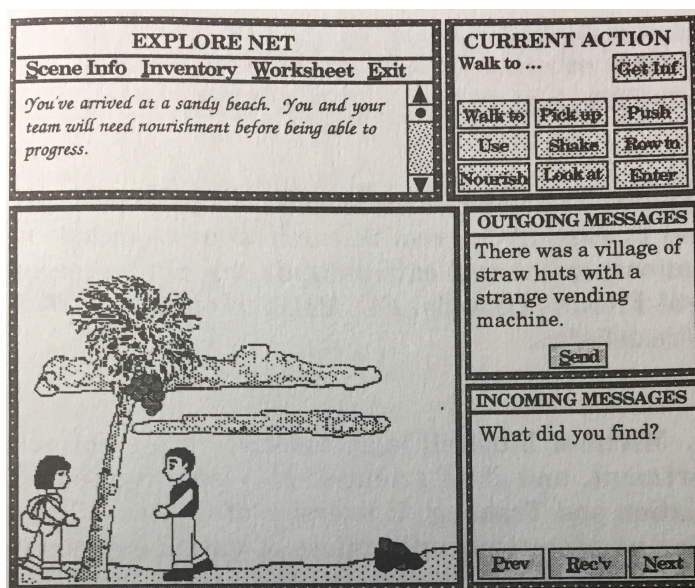 EXPLORE NET
Scene Info Inventory Worksheet Exit
You've arrived at a sandy beach. You and your
team will need nourishment before being able to
progress.
CURRENT ACTION
Walk to ...
Get Inf
Walk to Pick up Push
Use Shake Row to
Nourish Look at Enter
OUTGOING MESSAGES
There was a village of
straw huts with a
strange vending
machine.
Send
INCOMING MESSAGES
What did you find?
Prev Rec'v Next